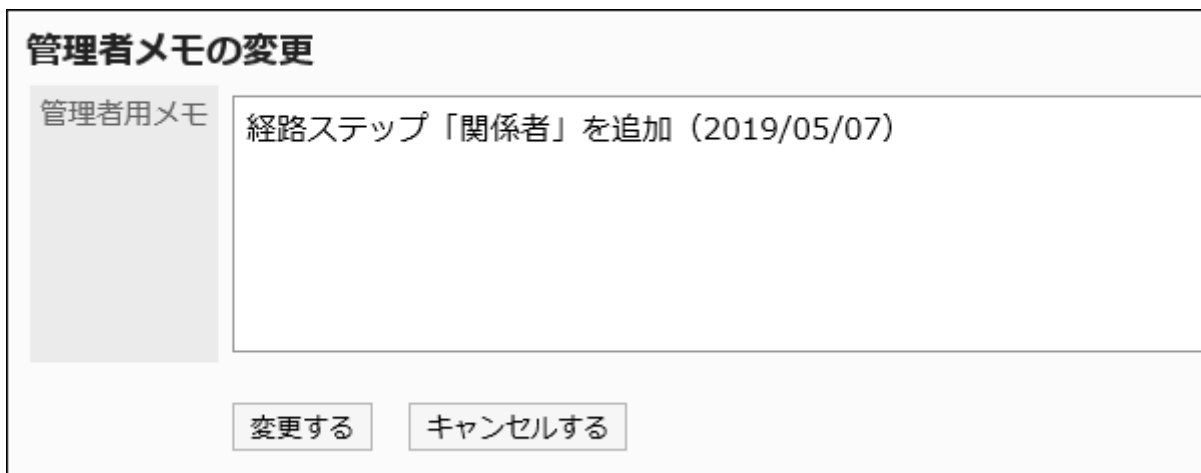 管理者メモの変更
管理者用メモ
経路ステップ「関係者」を追加（2019/05/07）
変更する
キャンセルする